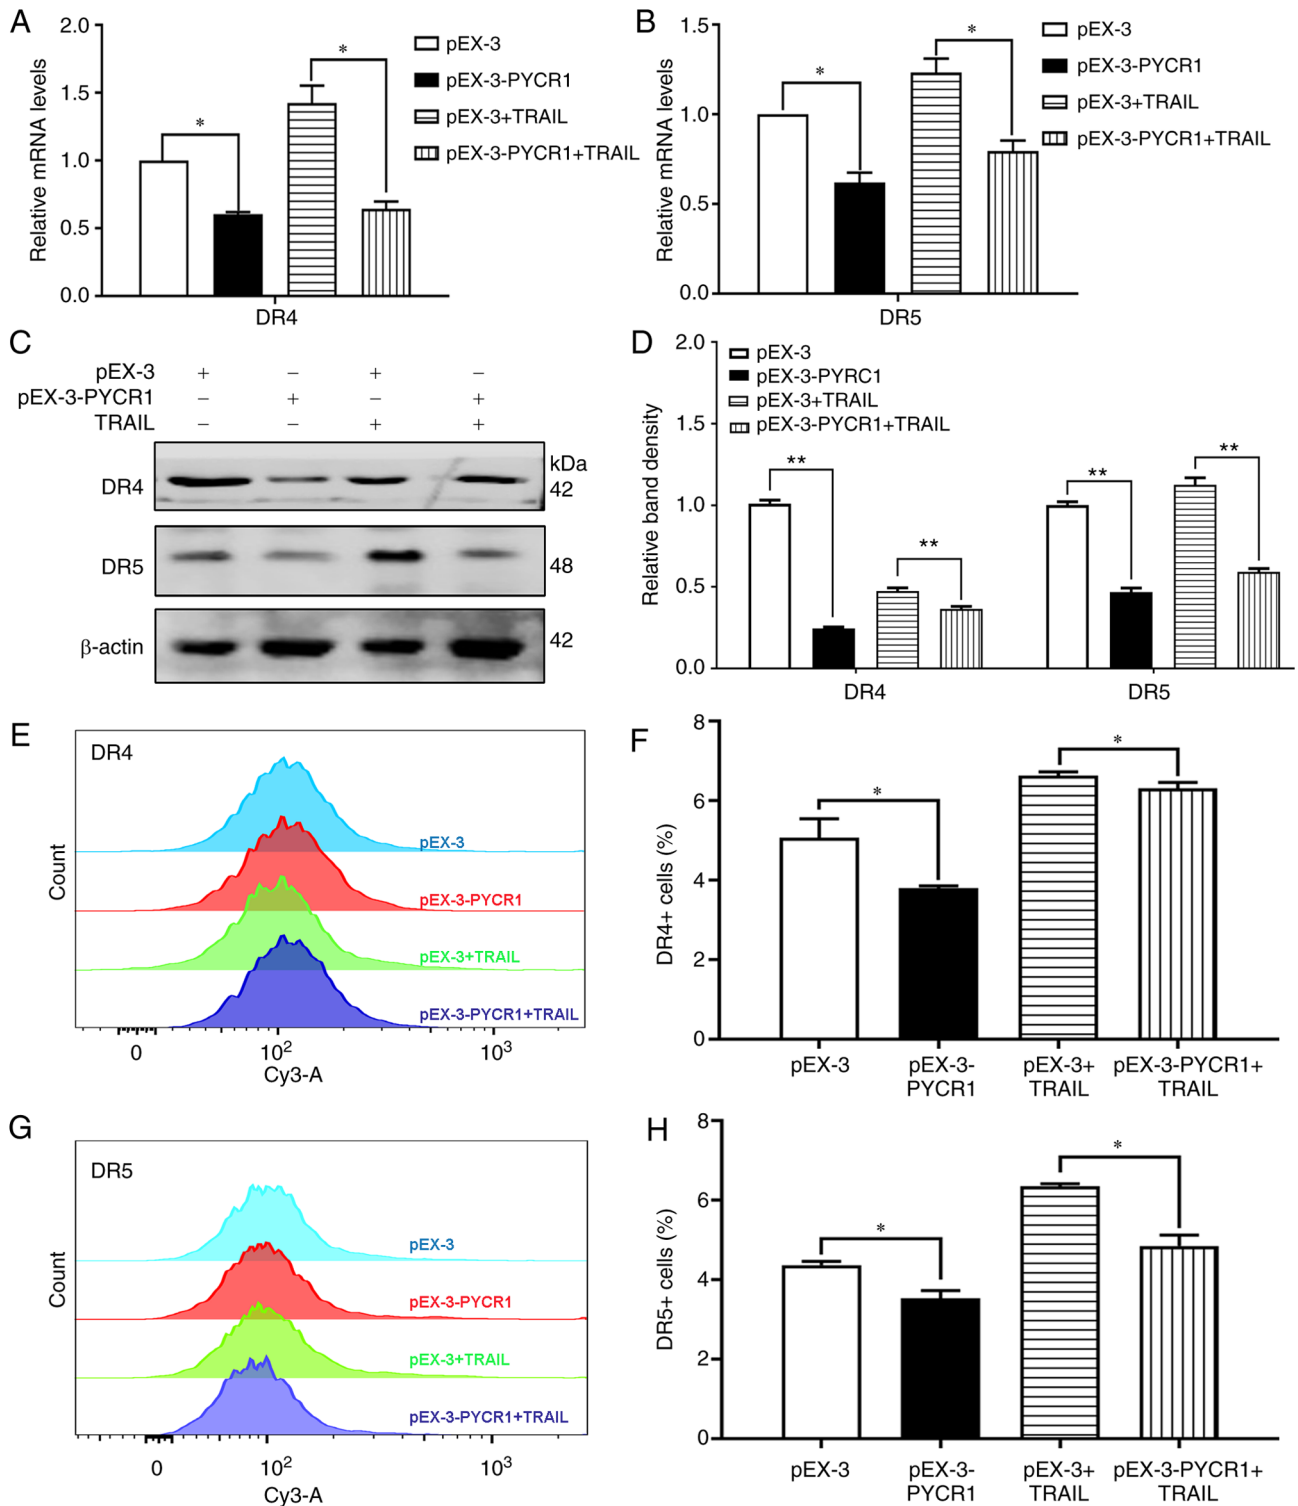 A
2.0
1.5
1.0
0.5
0.0
Relative mRNA levels
*
*
DR4
pEX-3
pEX-3-PYCR1
pEX-3+TRAIL
pEX-3-PYCR1+TRAIL
B
1.5
1.0
0.5
0.0
Relative mRNA levels
*
*
DR5
pEX-3
pEX-3-PYCR1
pEX-3+TRAIL
pEX-3-PYCR1+TRAIL
C
pEX-3 + – + –
pEX-3-PYCR1 – + – +
TRAIL – – + +
kDa
DR4 42
DR5 48
β-actin 42
D
2.0
1.5
1.0
0.5
0.0
Relative band density
pEX-3
pEX-3-PYRC1
pEX-3+TRAIL
pEX-3-PYCR1+TRAIL
** ** ** **
DR4 DR5
E
DR4
Count
pEX-3
pEX-3-PYCR1
pEX-3+TRAIL
pEX-3-PYCR1+TRAIL
0 10² 10³
Cy3-A
F
8
6
4
2
0
DR4+ cells (%)
*
*
pEX-3 pEX-3- pEX-3+ pEX-3-PYCR1+
PYCR1 TRAIL TRAIL
G
DR5
Count
pEX-3
pEX-3-PYCR1
pEX-3+TRAIL
pEX-3-PYCR1+TRAIL
0 10² 10³
Cy3-A
H
8
6
4
2
0
DR5+ cells (%)
*
*
pEX-3 pEX-3- pEX-3+ pEX-3-PYCR1+
PYCR1 TRAIL TRAIL